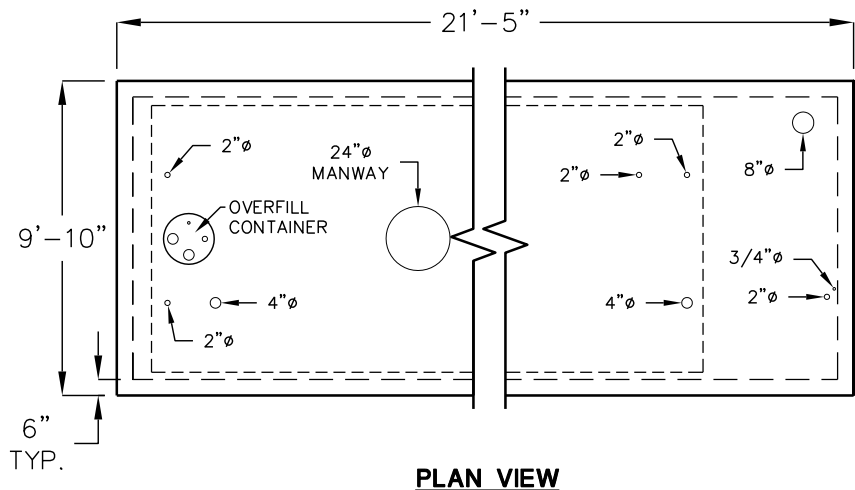 21'-5"
2"ø
24"ø
MANWAY
2"ø
2"ø
8"ø
OVERFILL
CONTAINER
9'-10"
3/4"ø
2"ø
4"ø
4"ø
2"ø
6"
TYP.
PLAN VIEW